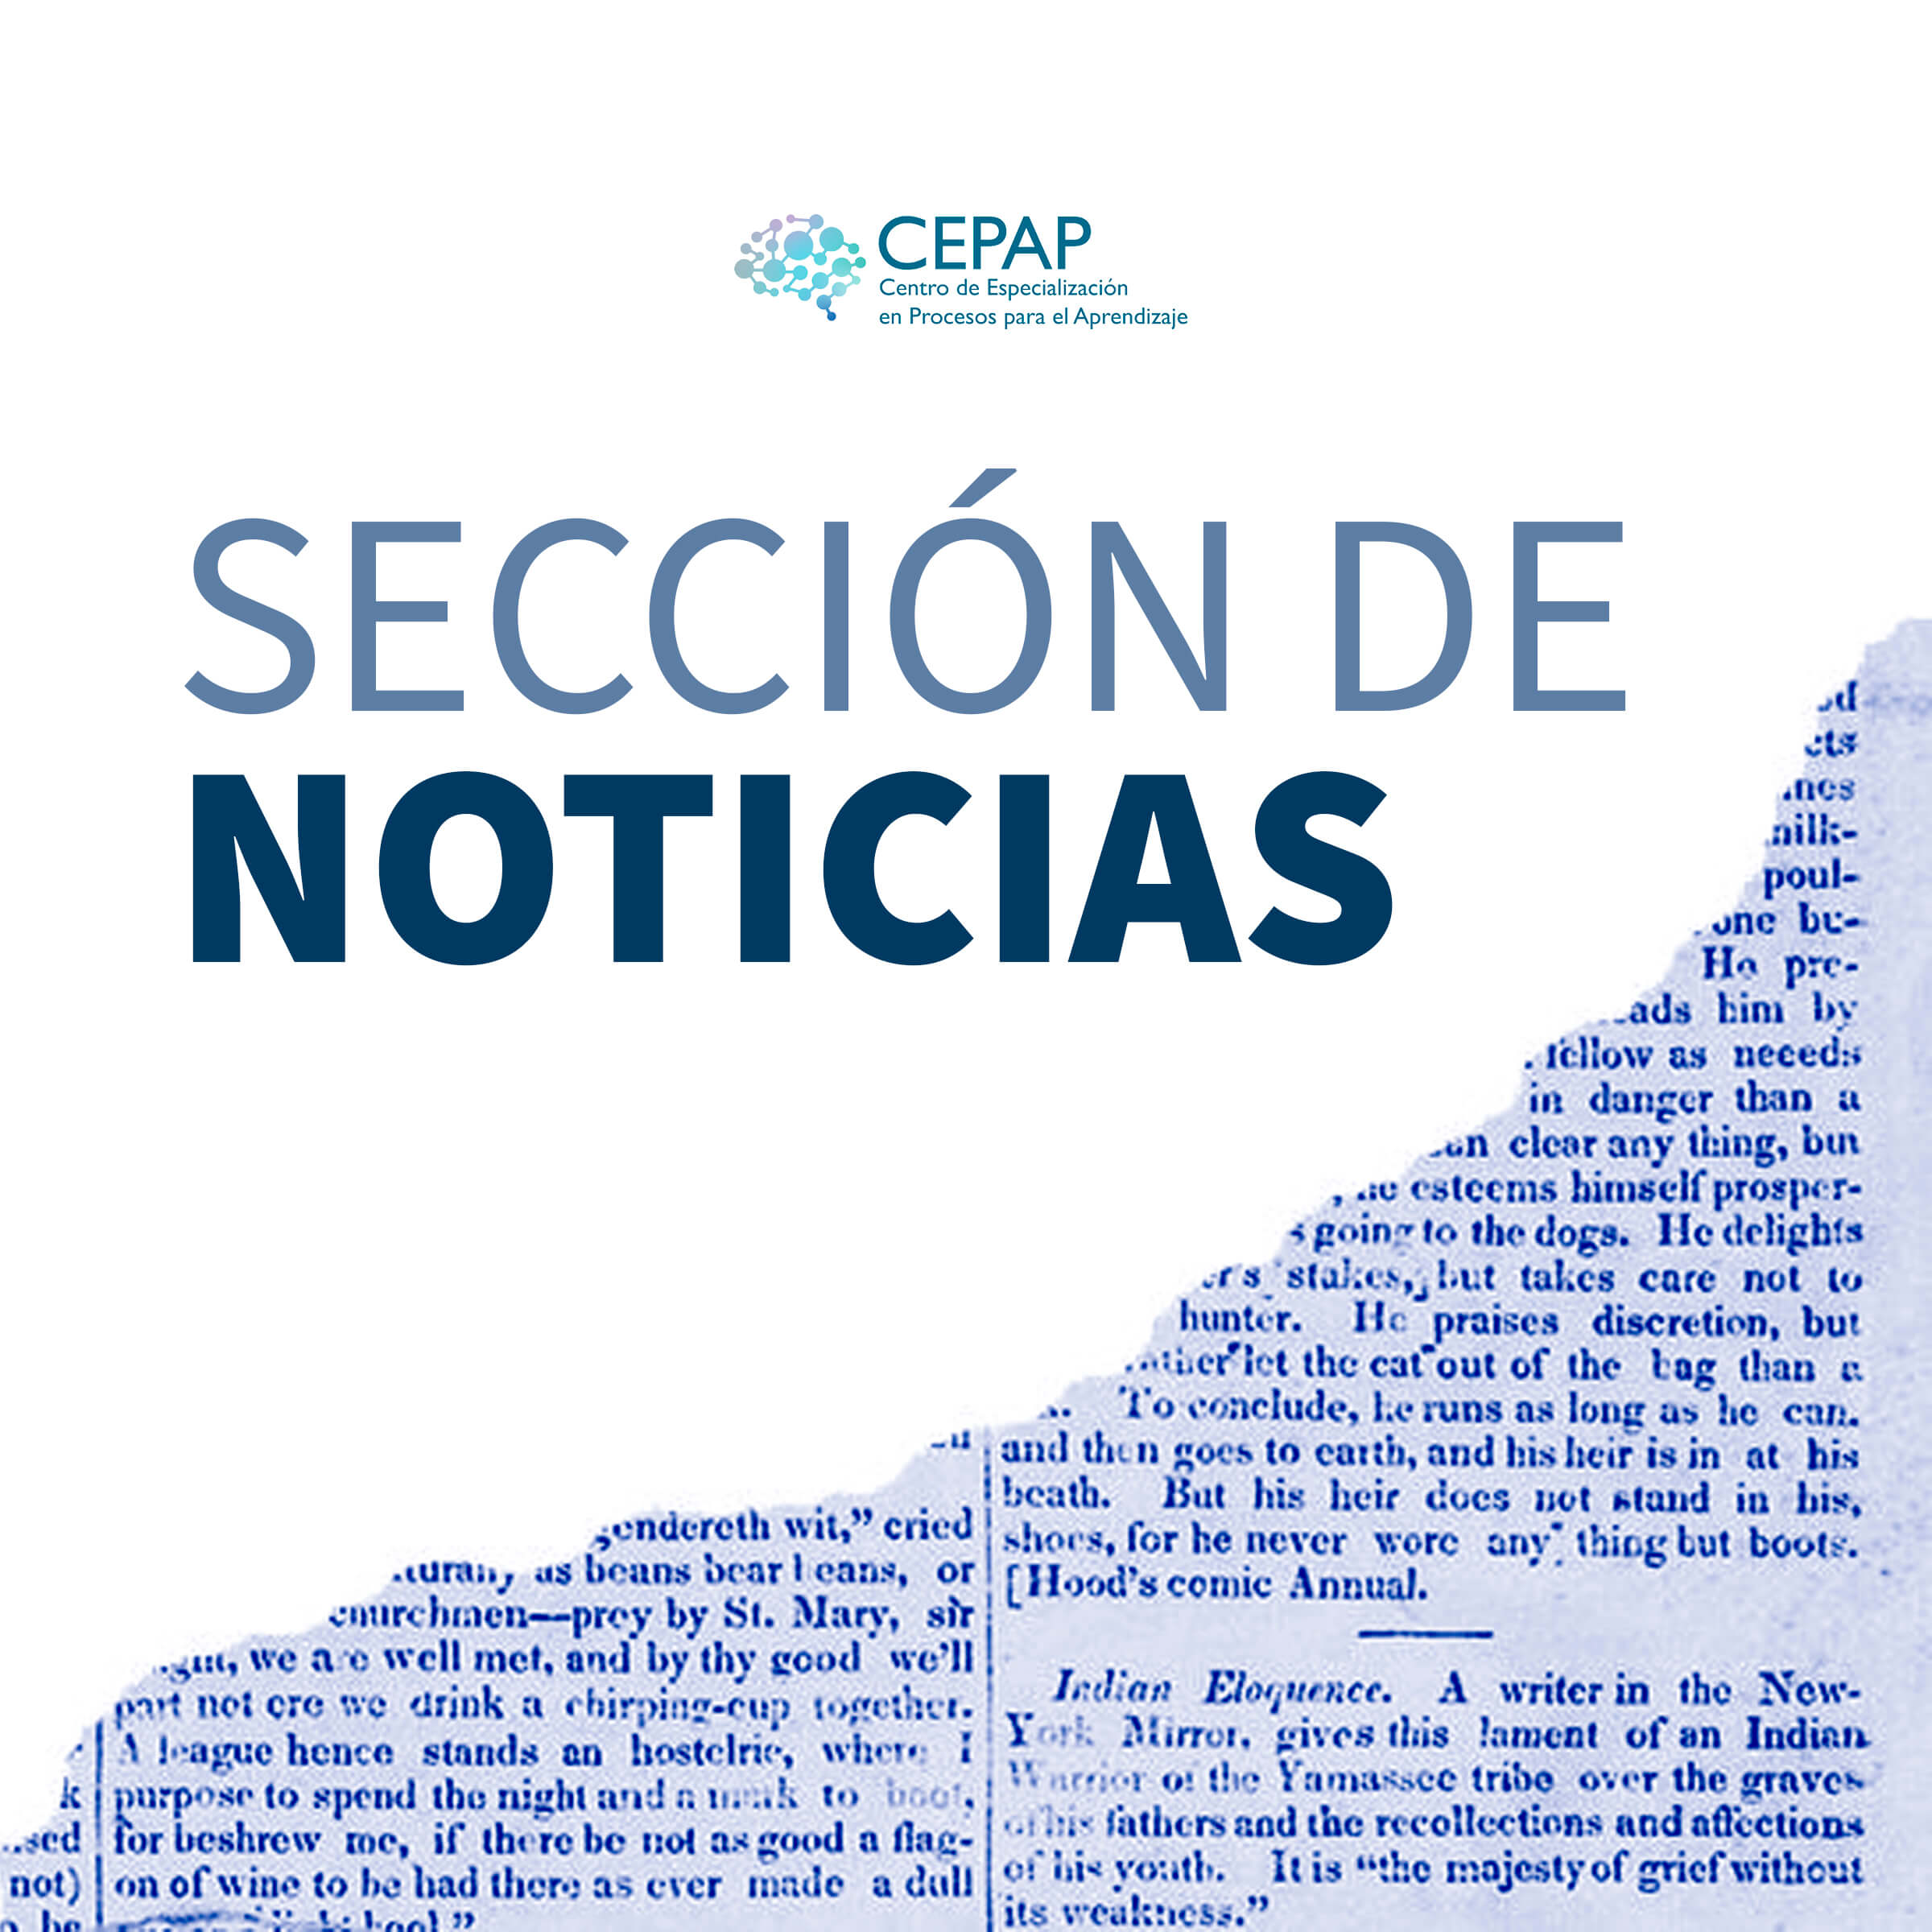 CEPAP
Centro de Especialización
en Procesos para el Aprendizaje
SECCIÓN DE
NOTICIAS
poul-
one bu-
He pre-
him by
fellow as neceeds
in danger than a
clear any thing, but
esteems himself prosper-
going to the dogs. He delights
stakes, but takes care not to
hunter. He praises discretion, but
let the cat out of the bag than a
To conclude, he runs as long as he can.
and then goes to earth, and his heir is in at his
death. But his heir does not stand in his
shoes, for he never wore any thing but boots.
[Hood's comic Annual.
Indian Eloquence. A writer in the New-
York Mirror, gives this lament of an Indian
Warrior of the Yamassee tribe over the graves
of his fathers and the recollections and affections
of his youth. It is “the majesty of grief without
its weakness.”
wit,” cried
as beans bear beans, or
churchmen—prey by St. Mary, sir
we are well met, and by thy good we'll
part not ere we drink a chirping-cup together.
A league hence stands an hostelrie, where I
purpose to spend the night and a mark to boot,
for beshrew me, if there be not as good a flag-
on of wine to be had there as ever made a dull
k
not)
be